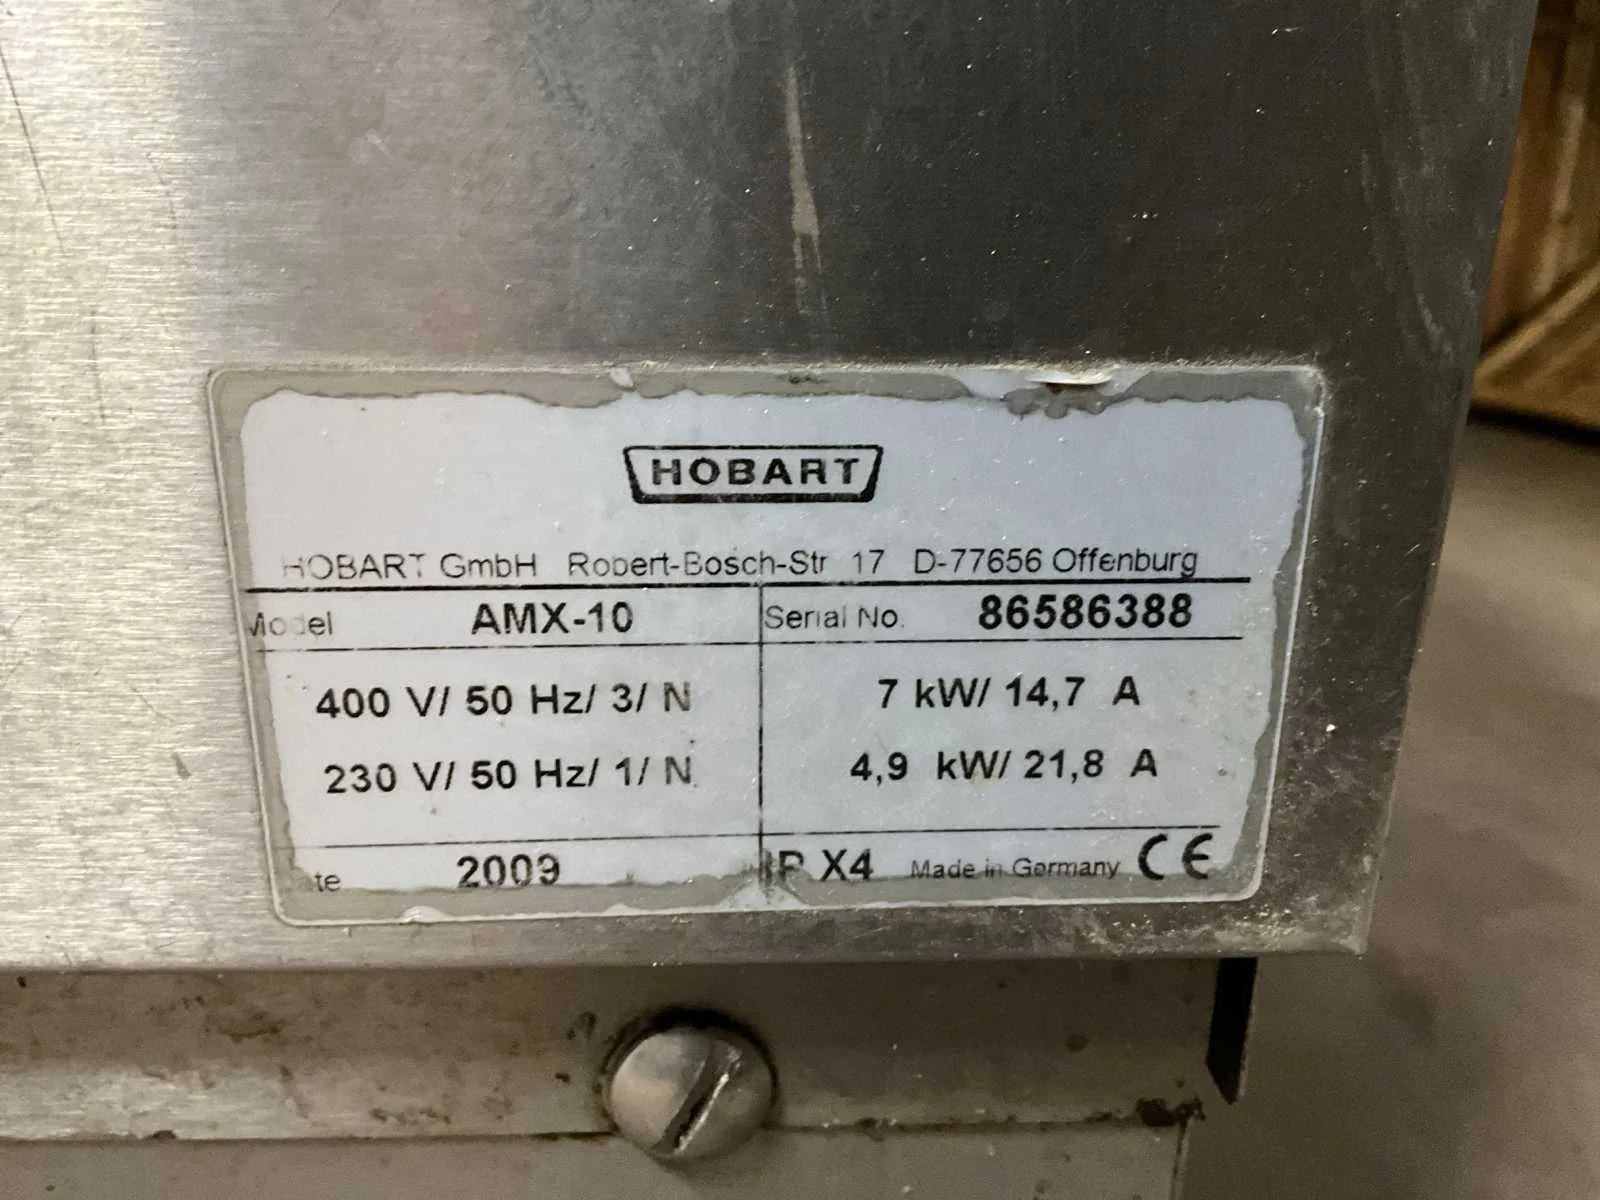 HOBART
HOBART GmbH Robert-Bosch-Str 17 D-77656 Offenburg
Model AMX-10 Serial No. 86586388
400 V/ 50 Hz/ 3/ N 7 kW/ 14,7 A
230 V/ 50 Hz/ 1/ N 4,9 kW/ 21,8 A
te 2009 IP X4 Made in Germany CE